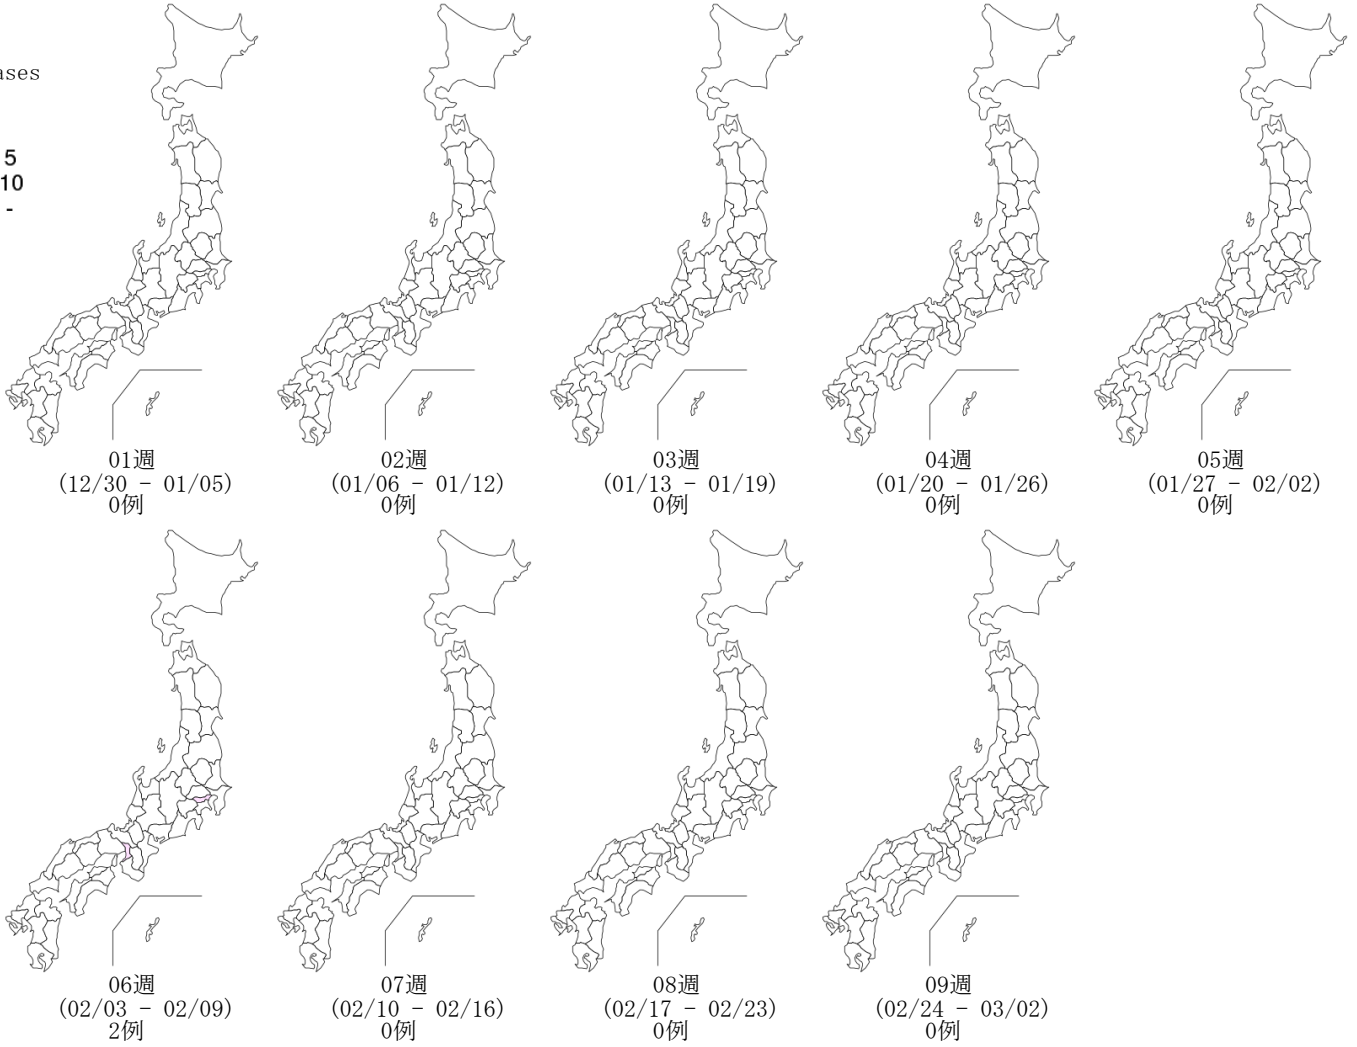 ases
5
10
-
01週
(12/30 - 01/05)
0例
02週
(01/06 - 01/12)
0例
03週
(01/13 - 01/19)
0例
04週
(01/20 - 01/26)
0例
05週
(01/27 - 02/02)
0例
06週
(02/03 - 02/09)
2例
07週
(02/10 - 02/16)
0例
08週
(02/17 - 02/23)
0例
09週
(02/24 - 03/02)
0例